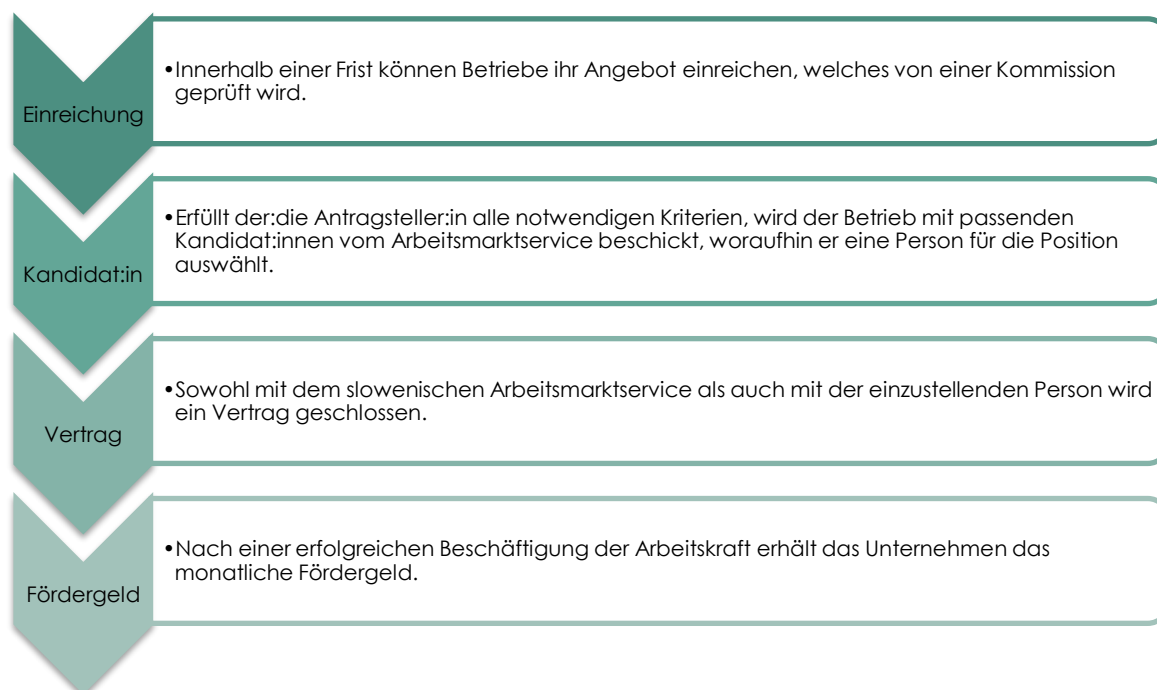 Einreichung
•Innerhalb einer Frist können Betriebe ihr Angebot einreichen, welches von einer Kommission
geprüft wird.
Kandidat:in
•Erfüllt der:die Antragsteller:in alle notwendigen Kriterien, wird der Betrieb mit passenden
Kandidat:innen vom Arbeitsmarktservice beschickt, woraufhin er eine Person für die Position
auswählt.
Vertrag
•Sowohl mit dem slowenischen Arbeitsmarktservice als auch mit der einzustellenden Person wird
ein Vertrag geschlossen.
Fördergeld
•Nach einer erfolgreichen Beschäftigung der Arbeitskraft erhält das Unternehmen das
monatliche Fördergeld.